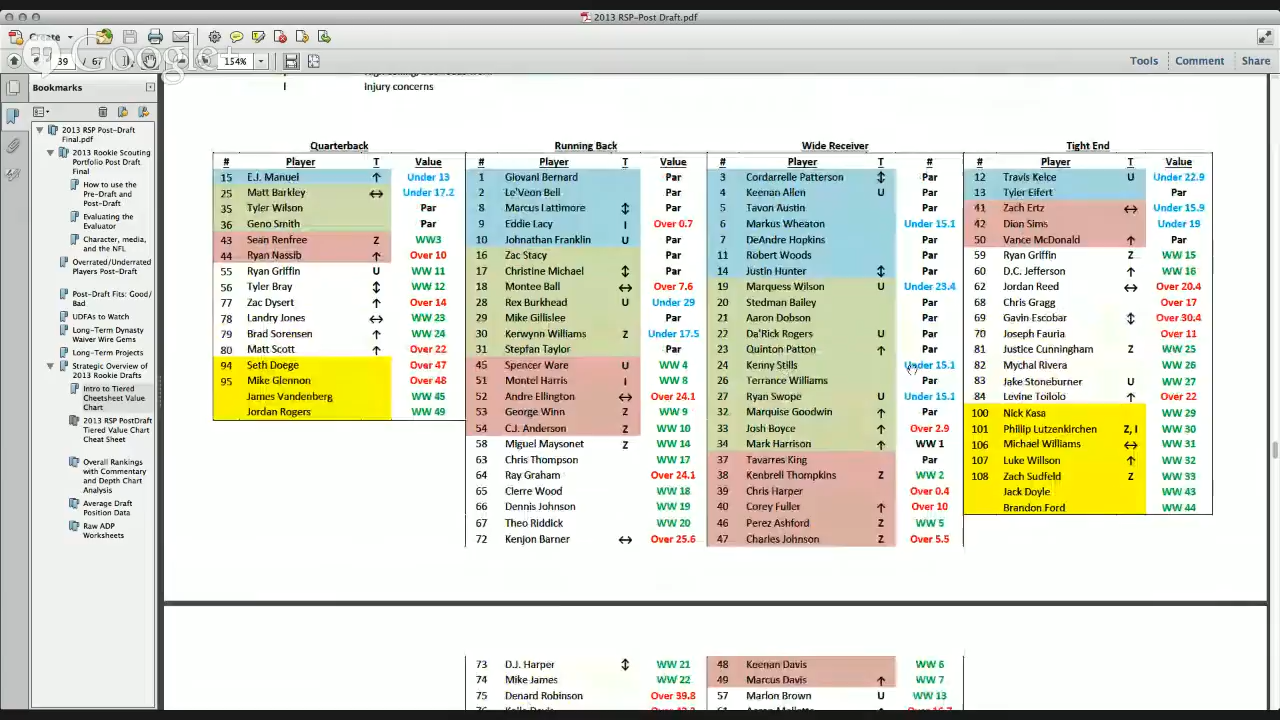 2013 RSP-Post Draft.pdf
Create
Google+
39 / 67 154% Tools Comment Share
Bookmarks
2013 RSP Post-Draft Final.pdf
2013 Rookie Scouting Portfolio Post Draft Final
How to use the Pre-Draft and Post-Draft
Evaluating the Evaluator
Character, media, and the NFL
Overrated/Underrated Players Post-Draft
Post-Draft Fits: Good/Bad
UDFAs to Watch
Long-Term Dynasty Waiver Wire Gems
Long-Term Projects
Strategic Overview of 2013 Rookie Drafts
Intro to Tiered Cheetsheet Value Chart
2013 RSP PostDraft Tiered Value Chart Cheat Sheet
Overall Rankings with Commentary and Depth Chart Analysis
Average Draft Position Data
Raw ADP Worksheets
I Injury concerns
Quarterback
# Player T Value
15 E.J. Manuel ↑ Under 13
25 Matt Barkley ↔ Under 17.2
35 Tyler Wilson Par
36 Geno Smith Par
43 Sean Renfree Z WW3
44 Ryan Nassib ↑ Over 10
55 Ryan Griffin U WW 11
56 Tyler Bray ↕ WW 12
77 Zac Dysert ↑ Over 14
78 Landry Jones ↔ WW 23
79 Brad Sorensen ↑ WW 24
80 Matt Scott ↑ Over 22
94 Seth Doege Over 47
95 Mike Glennon Over 48
James Vandenberg WW 45
Jordan Rogers WW 49
Running Back
# Player T Value
1 Giovani Bernard Par
2 Le'Veon Bell Par
8 Marcus Lattimore ↕ Par
9 Eddie Lacy I Over 0.7
10 Johnathan Franklin U Par
16 Zac Stacy Par
17 Christine Michael ↕ Par
18 Montee Ball ↔ Over 7.6
28 Rex Burkhead U Under 29
29 Mike Gillislee Par
30 Kerwynn Williams Z Under 17.5
31 Stepfan Taylor Par
45 Spencer Ware U WW 4
51 Montel Harris I WW 8
52 Andre Ellington ↔ Over 24.1
53 George Winn Z WW 9
54 C.J. Anderson Z WW 10
58 Miguel Maysonet Z WW 14
63 Chris Thompson WW 17
64 Ray Graham Over 24.1
65 Cierre Wood WW 18
66 Dennis Johnson WW 19
67 Theo Riddick WW 20
72 Kenjon Barner ↔ Over 25.6
Wide Receiver
# Player T #
3 Cordarrelle Patterson ↕ Par
4 Keenan Allen U Par
5 Tavon Austin Par
6 Markus Wheaton Under 15.1
7 DeAndre Hopkins Par
11 Robert Woods Par
14 Justin Hunter ↕ Par
19 Marquess Wilson U Under 23.4
20 Stedman Bailey Par
21 Aaron Dobson Par
22 Da'Rick Rogers U Par
23 Quinton Patton ↑ Par
24 Kenny Stills Under 15.1
26 Terrance Williams Par
27 Ryan Swope U Under 15.1
32 Marquise Goodwin ↑ Par
33 Josh Boyce ↑ Over 2.9
34 Mark Harrison ↑ WW 1
37 Tavarres King Par
38 Kenbrell Thompkins Z WW 2
39 Chris Harper Over 0.4
40 Corey Fuller ↑ Over 10
46 Perez Ashford Z WW 5
47 Charles Johnson Z Over 5.5
Tight End
# Player T Value
12 Travis Kelce U Under 22.9
13 Tyler Eifert Par
41 Zach Ertz ↔ Under 15.9
42 Dion Sims Under 19
50 Vance McDonald ↑ Par
59 Ryan Griffin Z WW 15
60 D.C. Jefferson ↑ WW 16
62 Jordan Reed ↔ Over 20.4
68 Chris Gragg Over 17
69 Gavin Escobar ↕ Over 30.4
70 Joseph Fauria Over 11
81 Justice Cunningham Z WW 25
82 Mychal Rivera WW 26
83 Jake Stoneburner U WW 27
84 Levine Toilolo ↑ Over 22
100 Nick Kasa WW 29
101 Phillip Lutzenkirchen Z, I WW 30
106 Michael Williams ↔ WW 31
107 Luke Willson ↑ WW 32
108 Zach Sudfeld Z WW 33
Jack Doyle WW 43
Brandon Ford WW 44
73 D.J. Harper ↕ WW 21
74 Mike James WW 22
75 Denard Robinson Over 39.8
48 Keenan Davis WW 6
49 Marcus Davis ↑ WW 7
57 Marlon Brown U WW 13